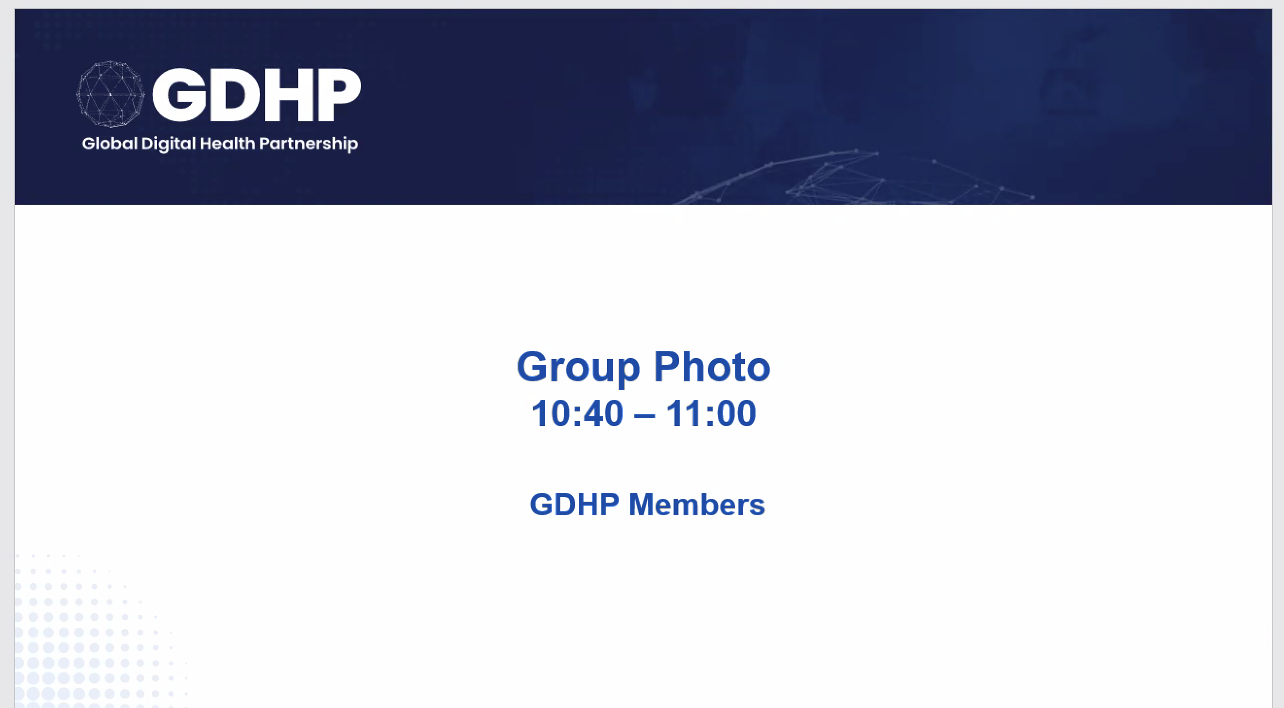 GDHP
Global Digital Health Partnership
Group Photo
10:40 – 11:00
GDHP Members